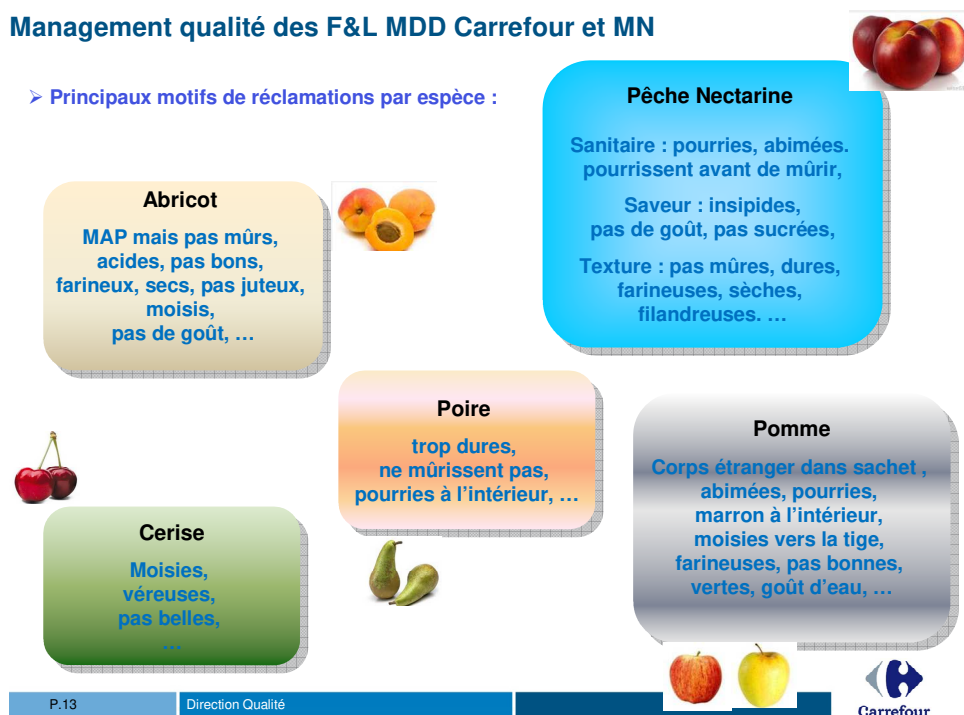 Management qualité des F&L MDD Carrefour et MN
➢ Principaux motifs de réclamations par espèce :
Pêche Nectarine
Sanitaire : pourries, abimées.
pourrissent avant de mûrir,
Saveur : insipides,
pas de goût, pas sucrées,
Texture : pas mûres, dures,
farineuses, sèches,
filandreuses. …
Abricot
MAP mais pas mûrs,
acides, pas bons,
farineux, secs, pas juteux,
moisis,
pas de goût, …
Poire
trop dures,
ne mûrissent pas,
pourries à l’intérieur, …
Pomme
Corps étranger dans sachet ,
abimées, pourries,
marron à l’intérieur,
moisies vers la tige,
farineuses, pas bonnes,
vertes, goût d’eau, …
Cerise
Moisies,
véreuses,
pas belles,
…
P.13
Direction Qualité
Carrefour